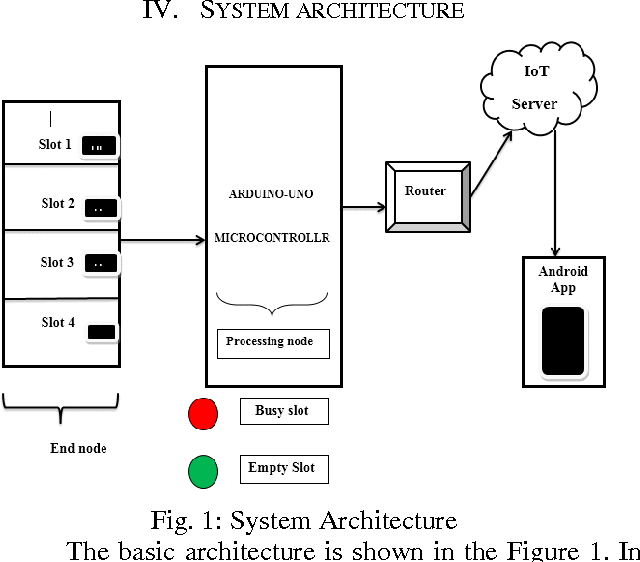 IV. SYSTEM ARCHITECTURE
IoT
Server
Slot 1
Slot 2
Slot 3
Slot 4
End node
ARDUINO-UNO
MICROCONTROLLR
Processing node
Router
Android
App
Busy slot
Empty Slot
Fig. 1: System Architecture
The basic architecture is shown in the Figure 1. In